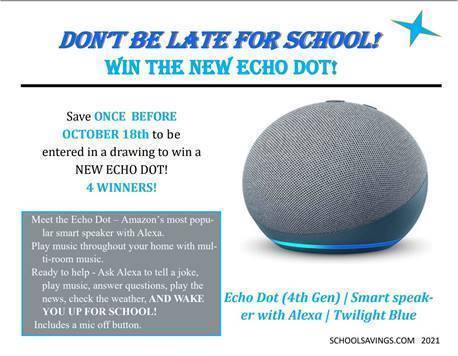 DON'T BE LATE FOR SCHOOL!
WIN THE NEW ECHO DOT!
Save ONCE BEFORE
OCTOBER 18th to be
entered in a drawing to win a
NEW ECHO DOT!
4 WINNERS!
Meet the Echo Dot – Amazon's most popu-
lar smart speaker with Alexa.
Play music throughout your home with mul-
ti-room music.
Ready to help - Ask Alexa to tell a joke,
play music, answer questions, play the
news, check the weather, AND WAKE
YOU UP FOR SCHOOL!
Includes a mic off button.
Echo Dot (4th Gen) | Smart speak-
er with Alexa | Twilight Blue
SCHOOLSAVINGS.COM 2021